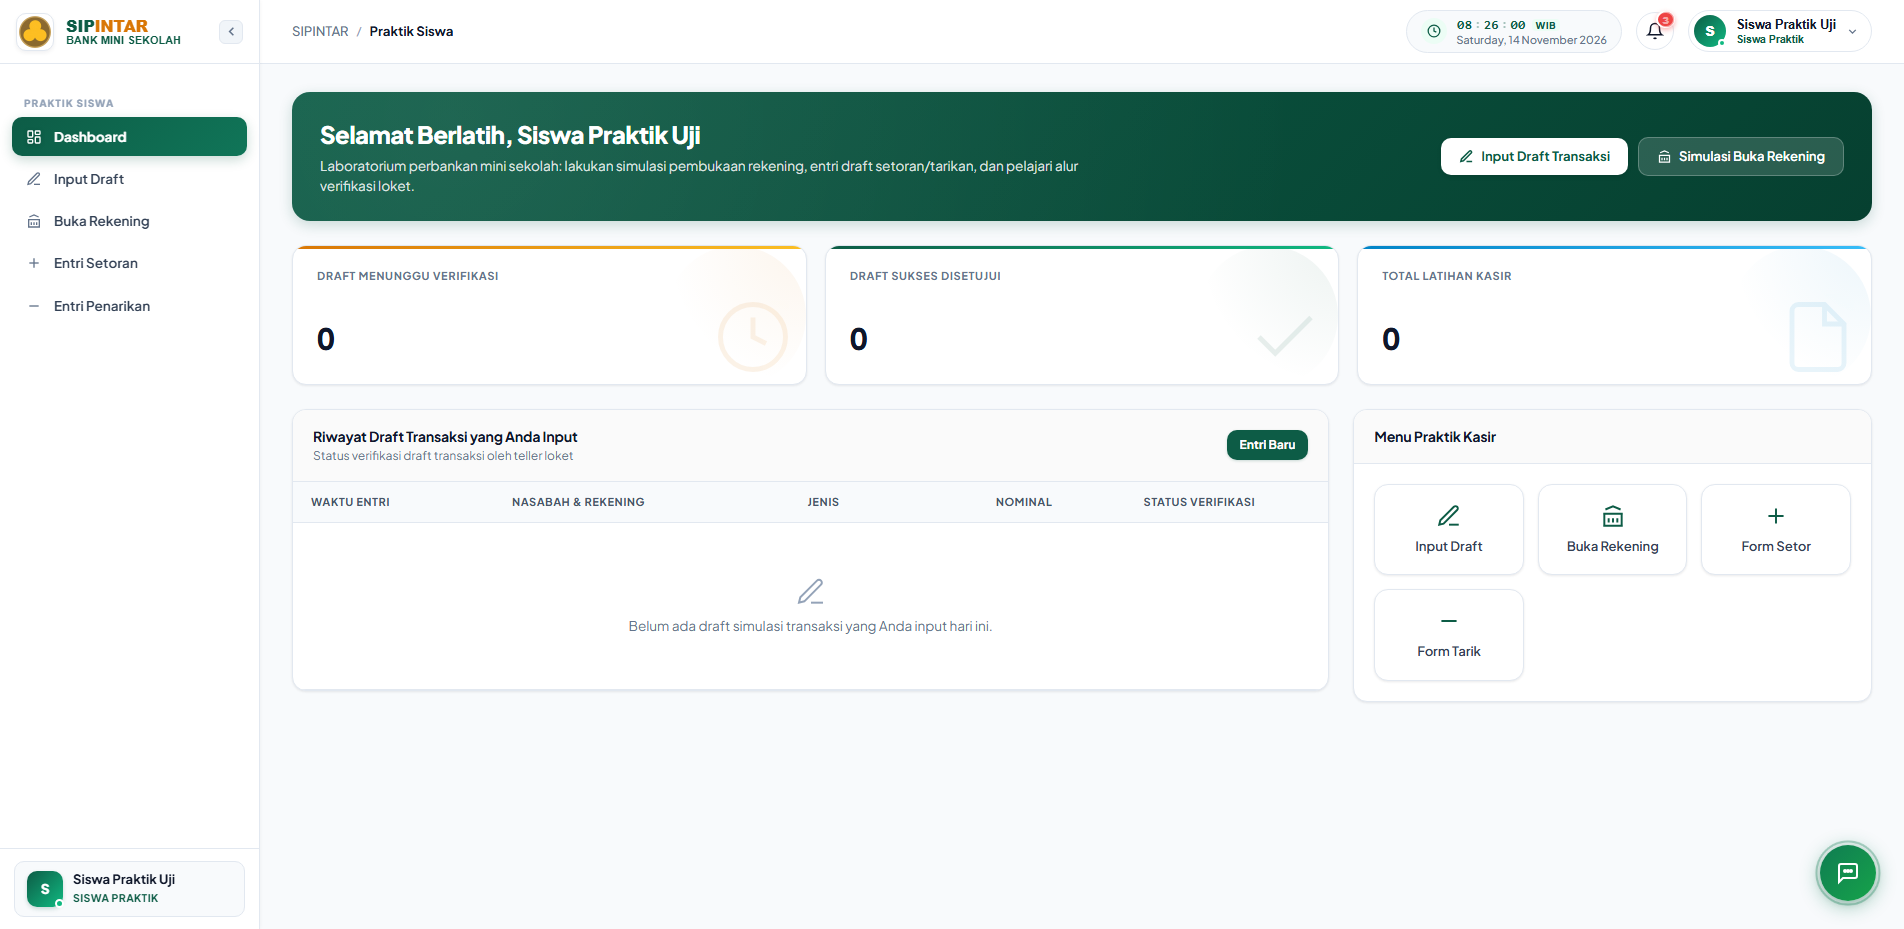 SIPINTAR
BANK MINI SEKOLAH
SIPINTAR / Praktik Siswa
08 : 26 : 00 WIB
Saturday, 14 November 2026
3
S
Siswa Praktik Uji
Siswa Praktik
PRAKTIK SISWA
Dashboard
Input Draft
Buka Rekening
Entri Setoran
Entri Penarikan
Selamat Berlatih, Siswa Praktik Uji
Laboratorium perbankan mini sekolah: lakukan simulasi pembukaan rekening, entri draft setoran/tarikan, dan pelajari alur
verifikasi loket.
Input Draft Transaksi
Simulasi Buka Rekening
DRAFT MENUNGGU VERIFIKASI
0
DRAFT SUKSES DISETUJUI
0
TOTAL LATIHAN KASIR
0
Riwayat Draft Transaksi yang Anda Input
Status verifikasi draft transaksi oleh teller loket
Entri Baru
WAKTU ENTRI NASABAH & REKENING JENIS NOMINAL STATUS VERIFIKASI
Belum ada draft simulasi transaksi yang Anda input hari ini.
Menu Praktik Kasir
Input Draft
Buka Rekening
Form Setor
Form Tarik
S
Siswa Praktik Uji
SISWA PRAKTIK